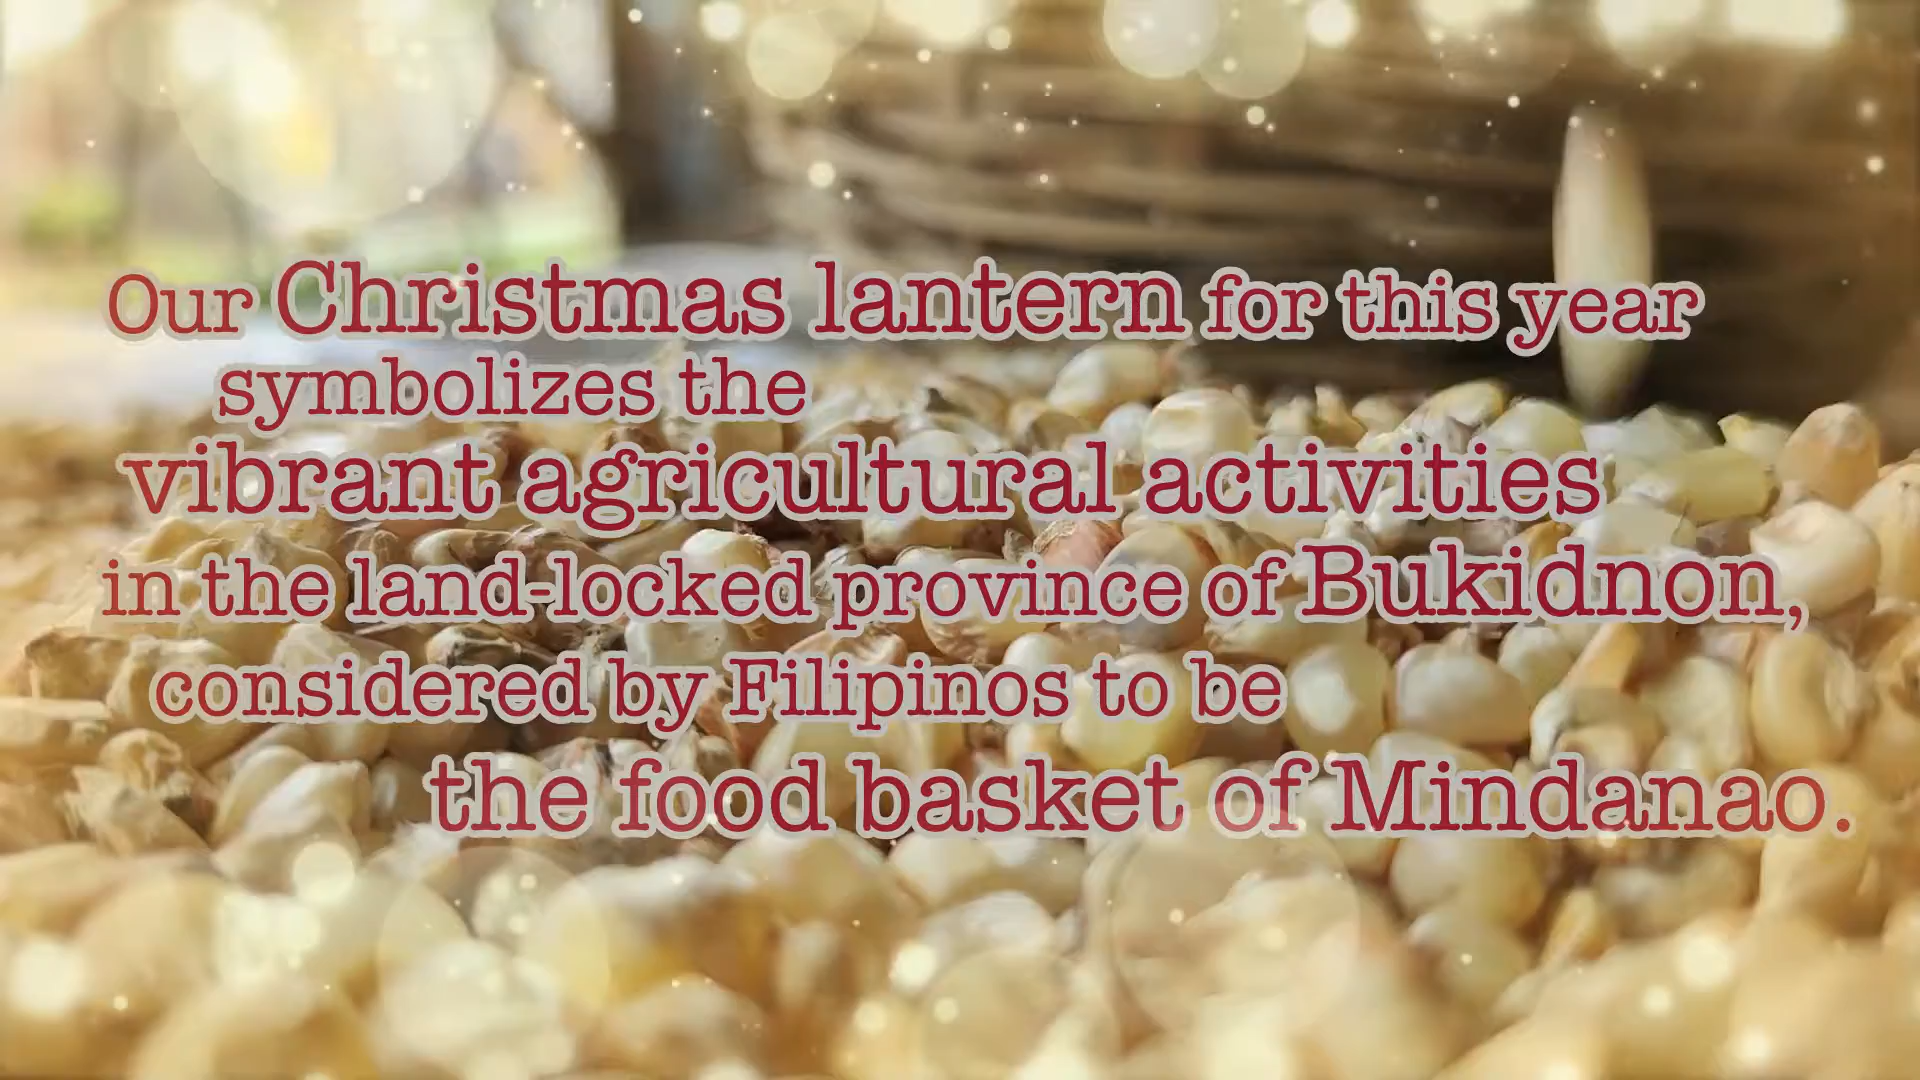 Our Christmas lantern for this year
symbolizes the
vibrant agricultural activities
in the land-locked province of Bukidnon,
considered by Filipinos to be
the food basket of Mindanao.